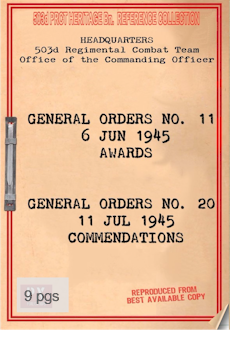 503d PRCT HERITAGE Bn. REFERENCE COLLECTION
HEADQUARTERS
503d Regimental Combat Team
Office of the Commanding Officer
GENERAL ORDERS NO. 11
6 JUN 1945
AWARDS
GENERAL ORDERS NO. 20
11 JUL 1945
COMMENDATIONS
9 pgs
REPRODUCED FROM
BEST AVAILABLE COPY